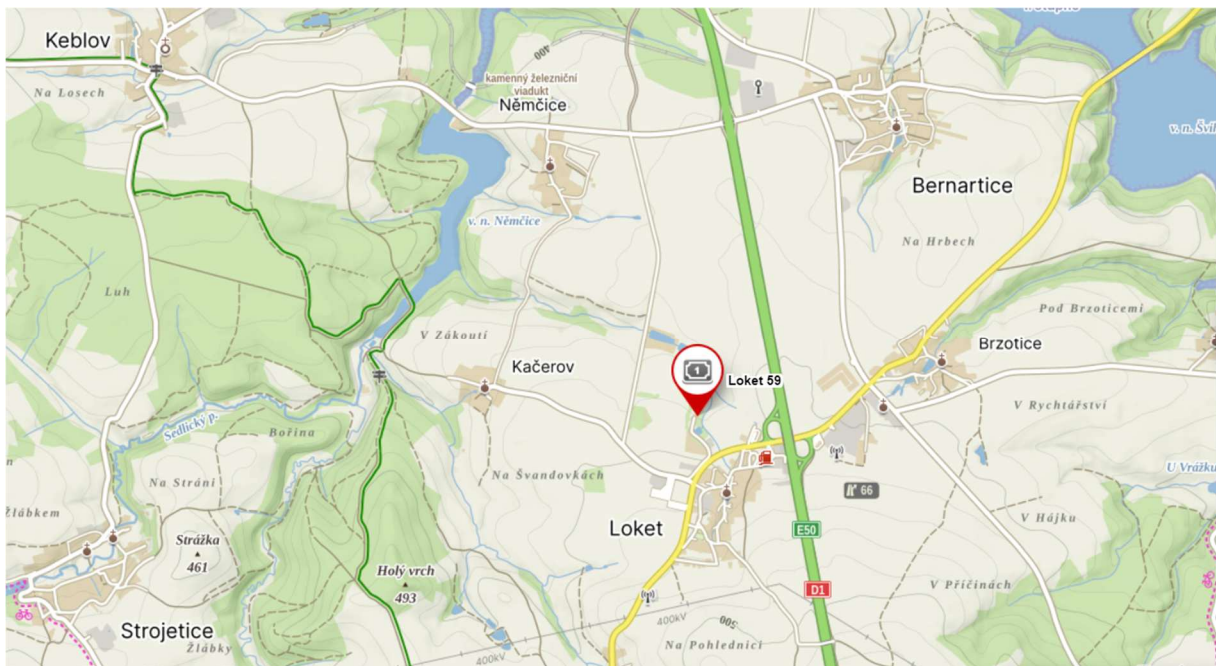 Keblov
400
kamenný železniční
viadukt
Němčice
Na Losech
v. n. Švih
Bernartice
v. n. Němčice
Na Hrbech
Luh
Pod Brzoticemi
V Zákoutí
Brzotice
Kačerov
1
Loket 59
V Rychtářství
Sedlický p.
Bořina
Na Švandovkách
U Vrážku
Na Stráni
66
Žlábkem
V Hájku
Loket
E50
Strážka
461
Holý vrch
493
V Příčinách
D1
400kV
500
Strojetice
Žlábky
Na Pohlednici
400kV